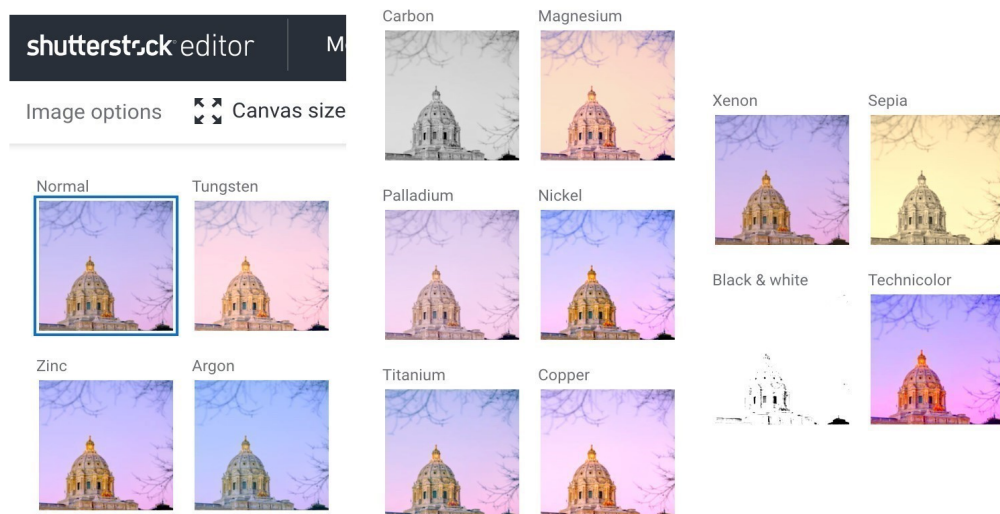 shutterstock editor
Image options
Canvas size
Normal
Tungsten
Zinc
Argon
Carbon
Magnesium
Palladium
Nickel
Titanium
Copper
Xenon
Sepia
Black & white
Technicolor